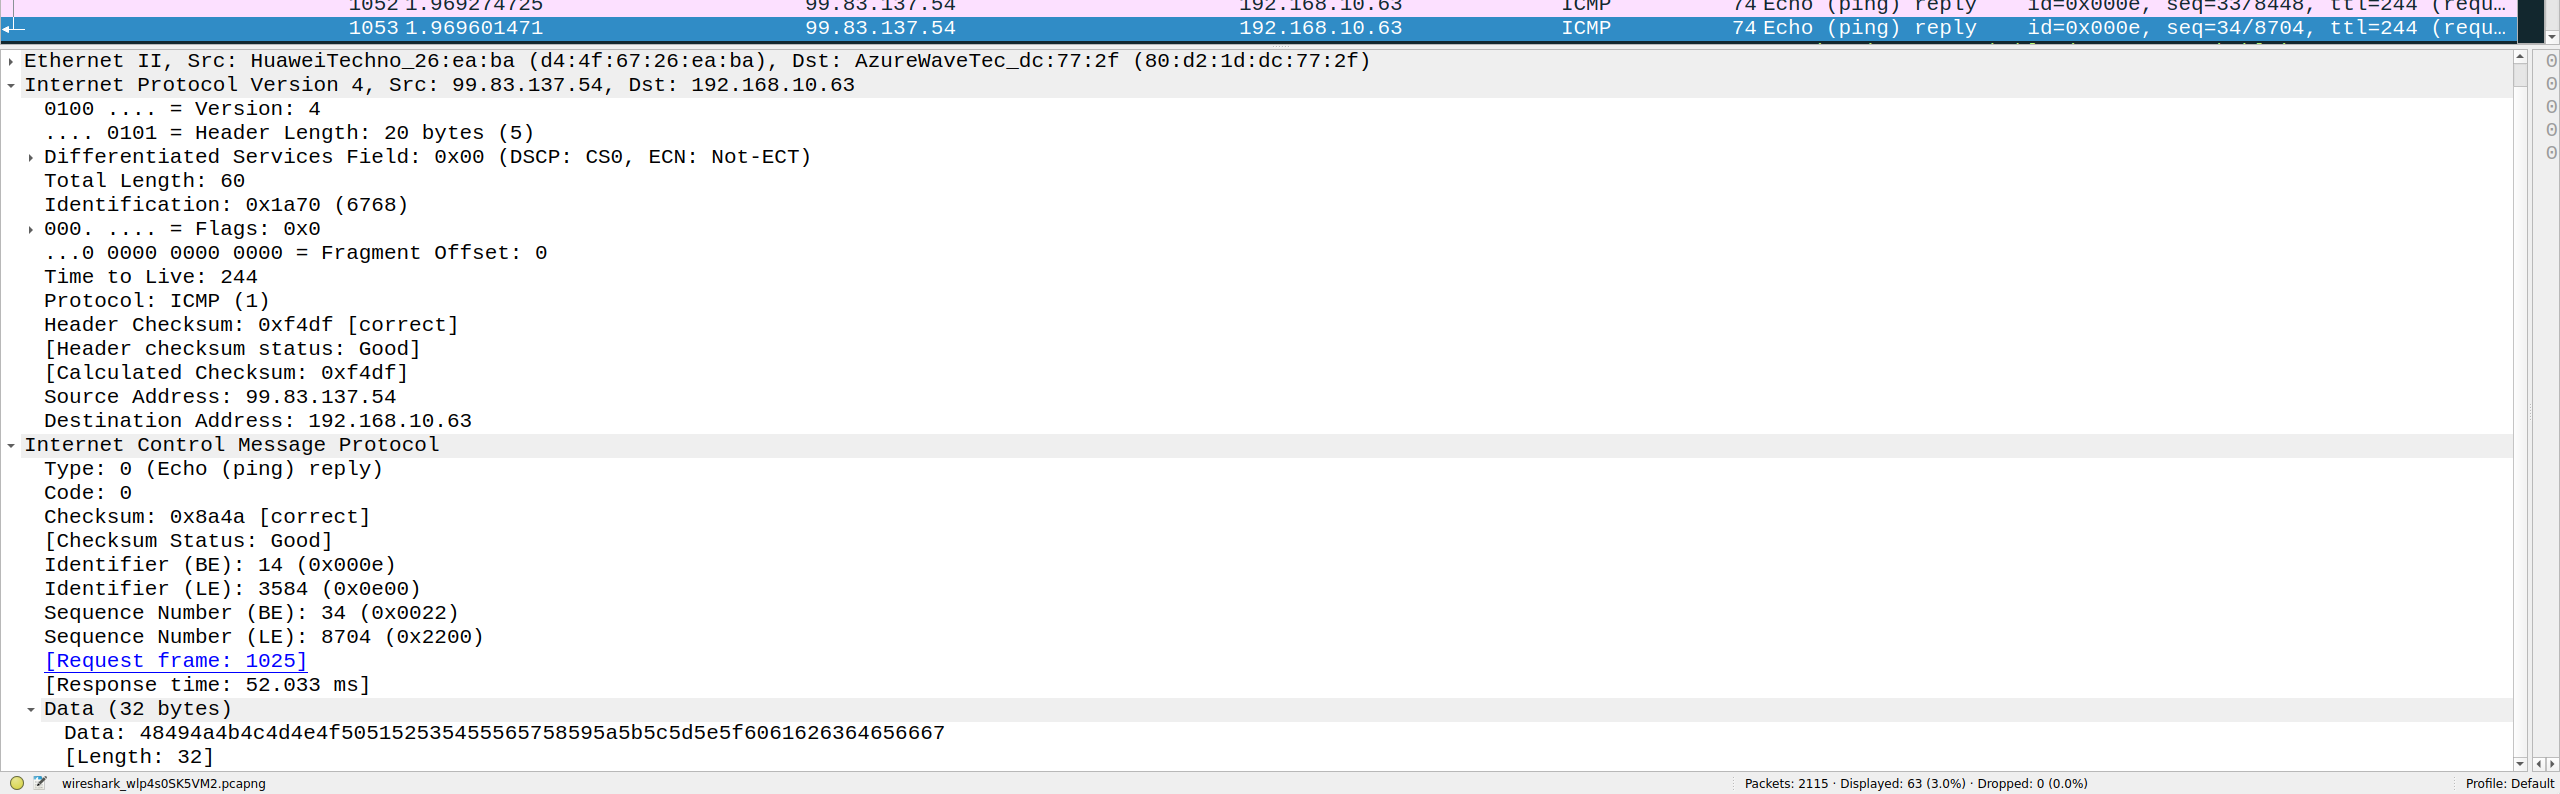 1052 1.969274725 99.83.137.54 192.168.10.63 ICMP 74 Echo (ping) reply id=0x000e, seq=33/8448, ttl=244 (requ…
1053 1.969601471 99.83.137.54 192.168.10.63 ICMP 74 Echo (ping) reply id=0x000e, seq=34/8704, ttl=244 (requ…
Ethernet II, Src: HuaweiTechno_26:ea:ba (d4:4f:67:26:ea:ba), Dst: AzureWaveTec_dc:77:2f (80:d2:1d:dc:77:2f)
Internet Protocol Version 4, Src: 99.83.137.54, Dst: 192.168.10.63
0100 .... = Version: 4
.... 0101 = Header Length: 20 bytes (5)
Differentiated Services Field: 0x00 (DSCP: CS0, ECN: Not-ECT)
Total Length: 60
Identification: 0x1a70 (6768)
000. .... = Flags: 0x0
...0 0000 0000 0000 = Fragment Offset: 0
Time to Live: 244
Protocol: ICMP (1)
Header Checksum: 0xf4df [correct]
[Header checksum status: Good]
[Calculated Checksum: 0xf4df]
Source Address: 99.83.137.54
Destination Address: 192.168.10.63
Internet Control Message Protocol
Type: 0 (Echo (ping) reply)
Code: 0
Checksum: 0x8a4a [correct]
[Checksum Status: Good]
Identifier (BE): 14 (0x000e)
Identifier (LE): 3584 (0x0e00)
Sequence Number (BE): 34 (0x0022)
Sequence Number (LE): 8704 (0x2200)
[Request frame: 1025]
[Response time: 52.033 ms]
Data (32 bytes)
Data: 48494a4b4c4d4e4f505152535455565758595a5b5c5d5e5f6061626364656667
[Length: 32]
0
0
0
0
0
wireshark_wlp4s0SK5VM2.pcapng
Packets: 2115 · Displayed: 63 (3.0%) · Dropped: 0 (0.0%)
Profile: Default